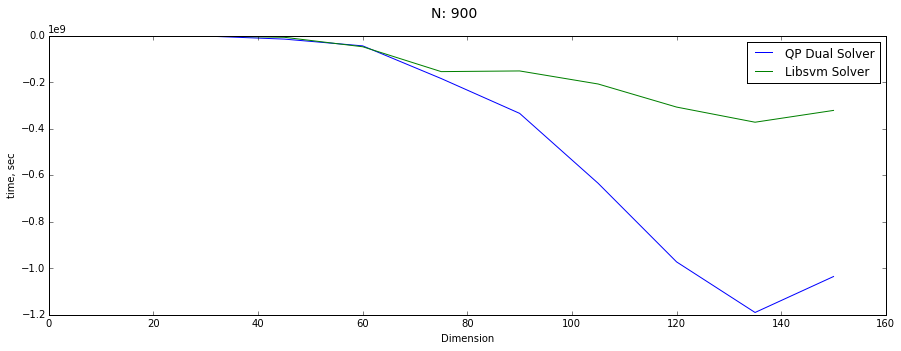 N: 900
1e9
0.0
−0.2
−0.4
−0.6
−0.8
−1.0
−1.2
time, sec
QP Dual Solver
Libsvm Solver
0 20 40 60 80 100 120 140 160
Dimension